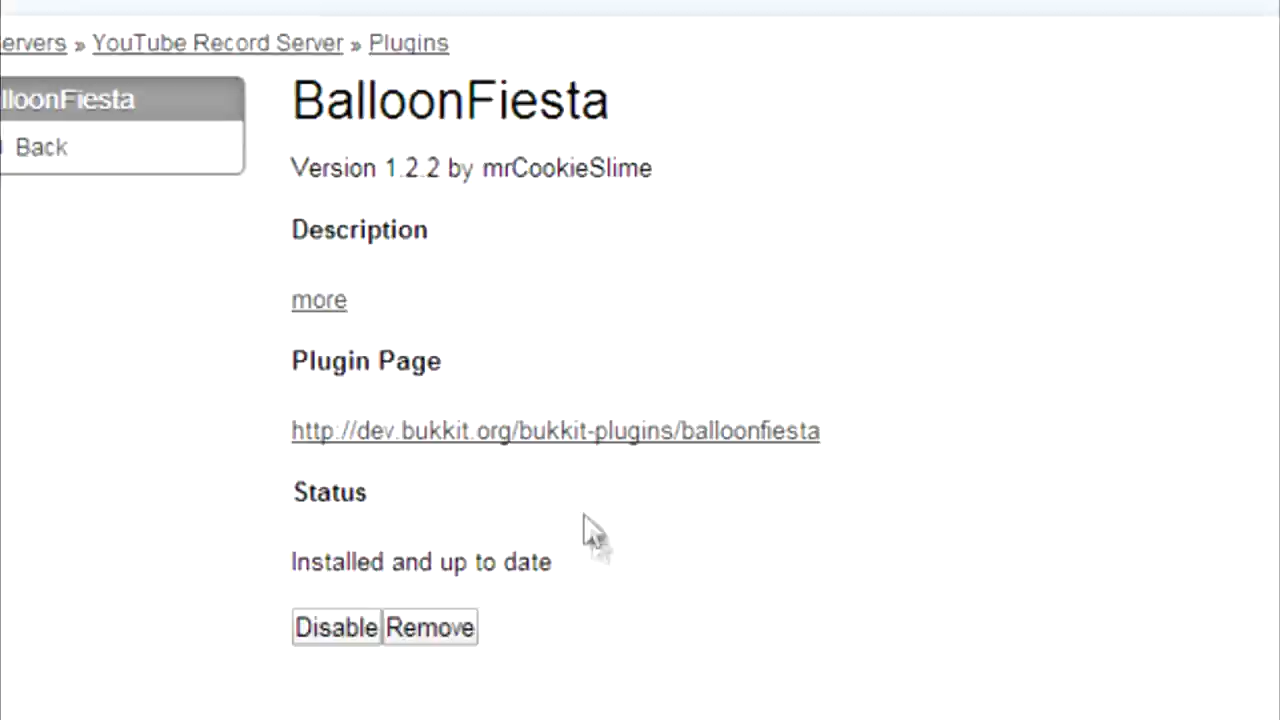 ervers » YouTube Record Server » Plugins
lloonFiesta
Back
BalloonFiesta
Version 1.2.2 by mrCookieSlime
Description
more
Plugin Page
http://dev.bukkit.org/bukkit-plugins/balloonfiesta
Status
Installed and up to date
Disable Remove